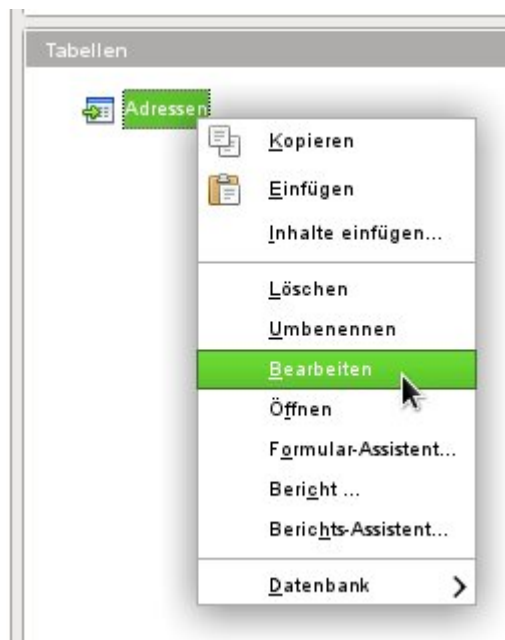 Tabellen
Adressen
Kopieren
Einfügen
Inhalte einfügen...
Löschen
Umbenennen
Bearbeiten
Öffnen
Formular-Assistent...
Bericht ...
Berichts-Assistent...
Datenbank